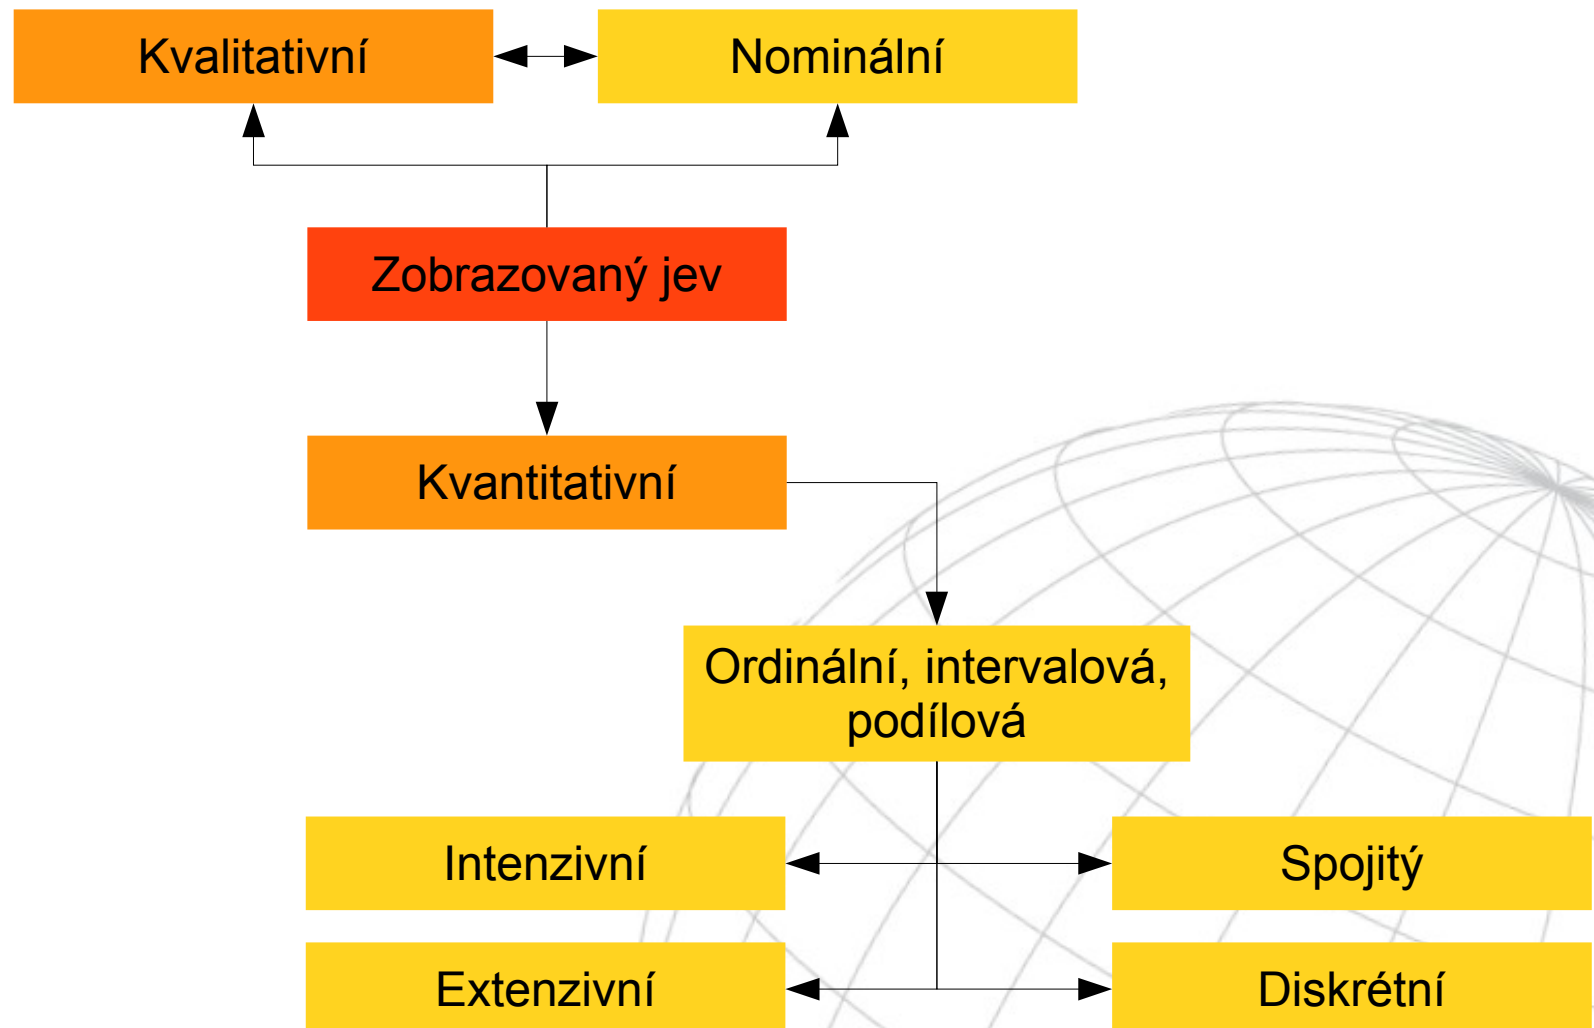 Kvalitativní
Nominální
Zobrazovaný jev
Kvantitativní
Ordinální, intervalová,
podílová
Intenzivní
Spojitý
Extenzivní
Diskrétní